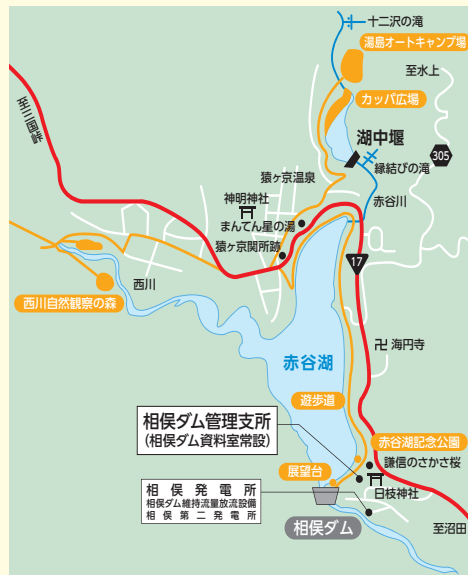 十二沢の滝
湯島オートキャンプ場
至水上
カッパ広場
至三国峠
湖中堰
305
縁結びの滝
猿ヶ京温泉
神明神社
赤谷川
まんてん星の湯
猿ヶ京関所跡
17
西川
西川自然観察の森
卍 海円寺
赤谷湖
遊歩道
相俣ダム管理支所
(相俣ダム資料室常設)
赤谷湖記念公園
謙信のさかさ桜
展望台
日枝神社
相俣発電所
相俣ダム維持流量放流設備
相俣第二発電所
相俣ダム
至沼田